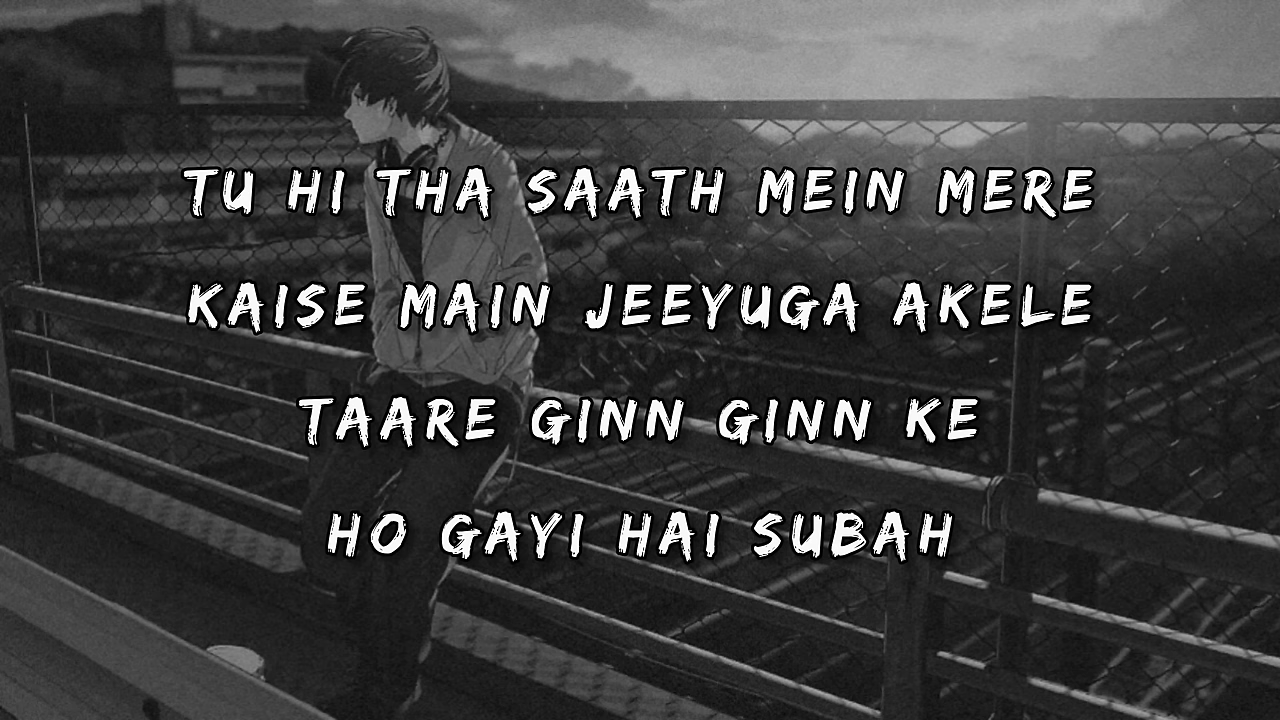 TU HI THA SAATH MEIN MERE
KAISE MAIN JEEYUGA AKELE
TAARE GINN GINN KE
HO GAYI HAI SUBAH